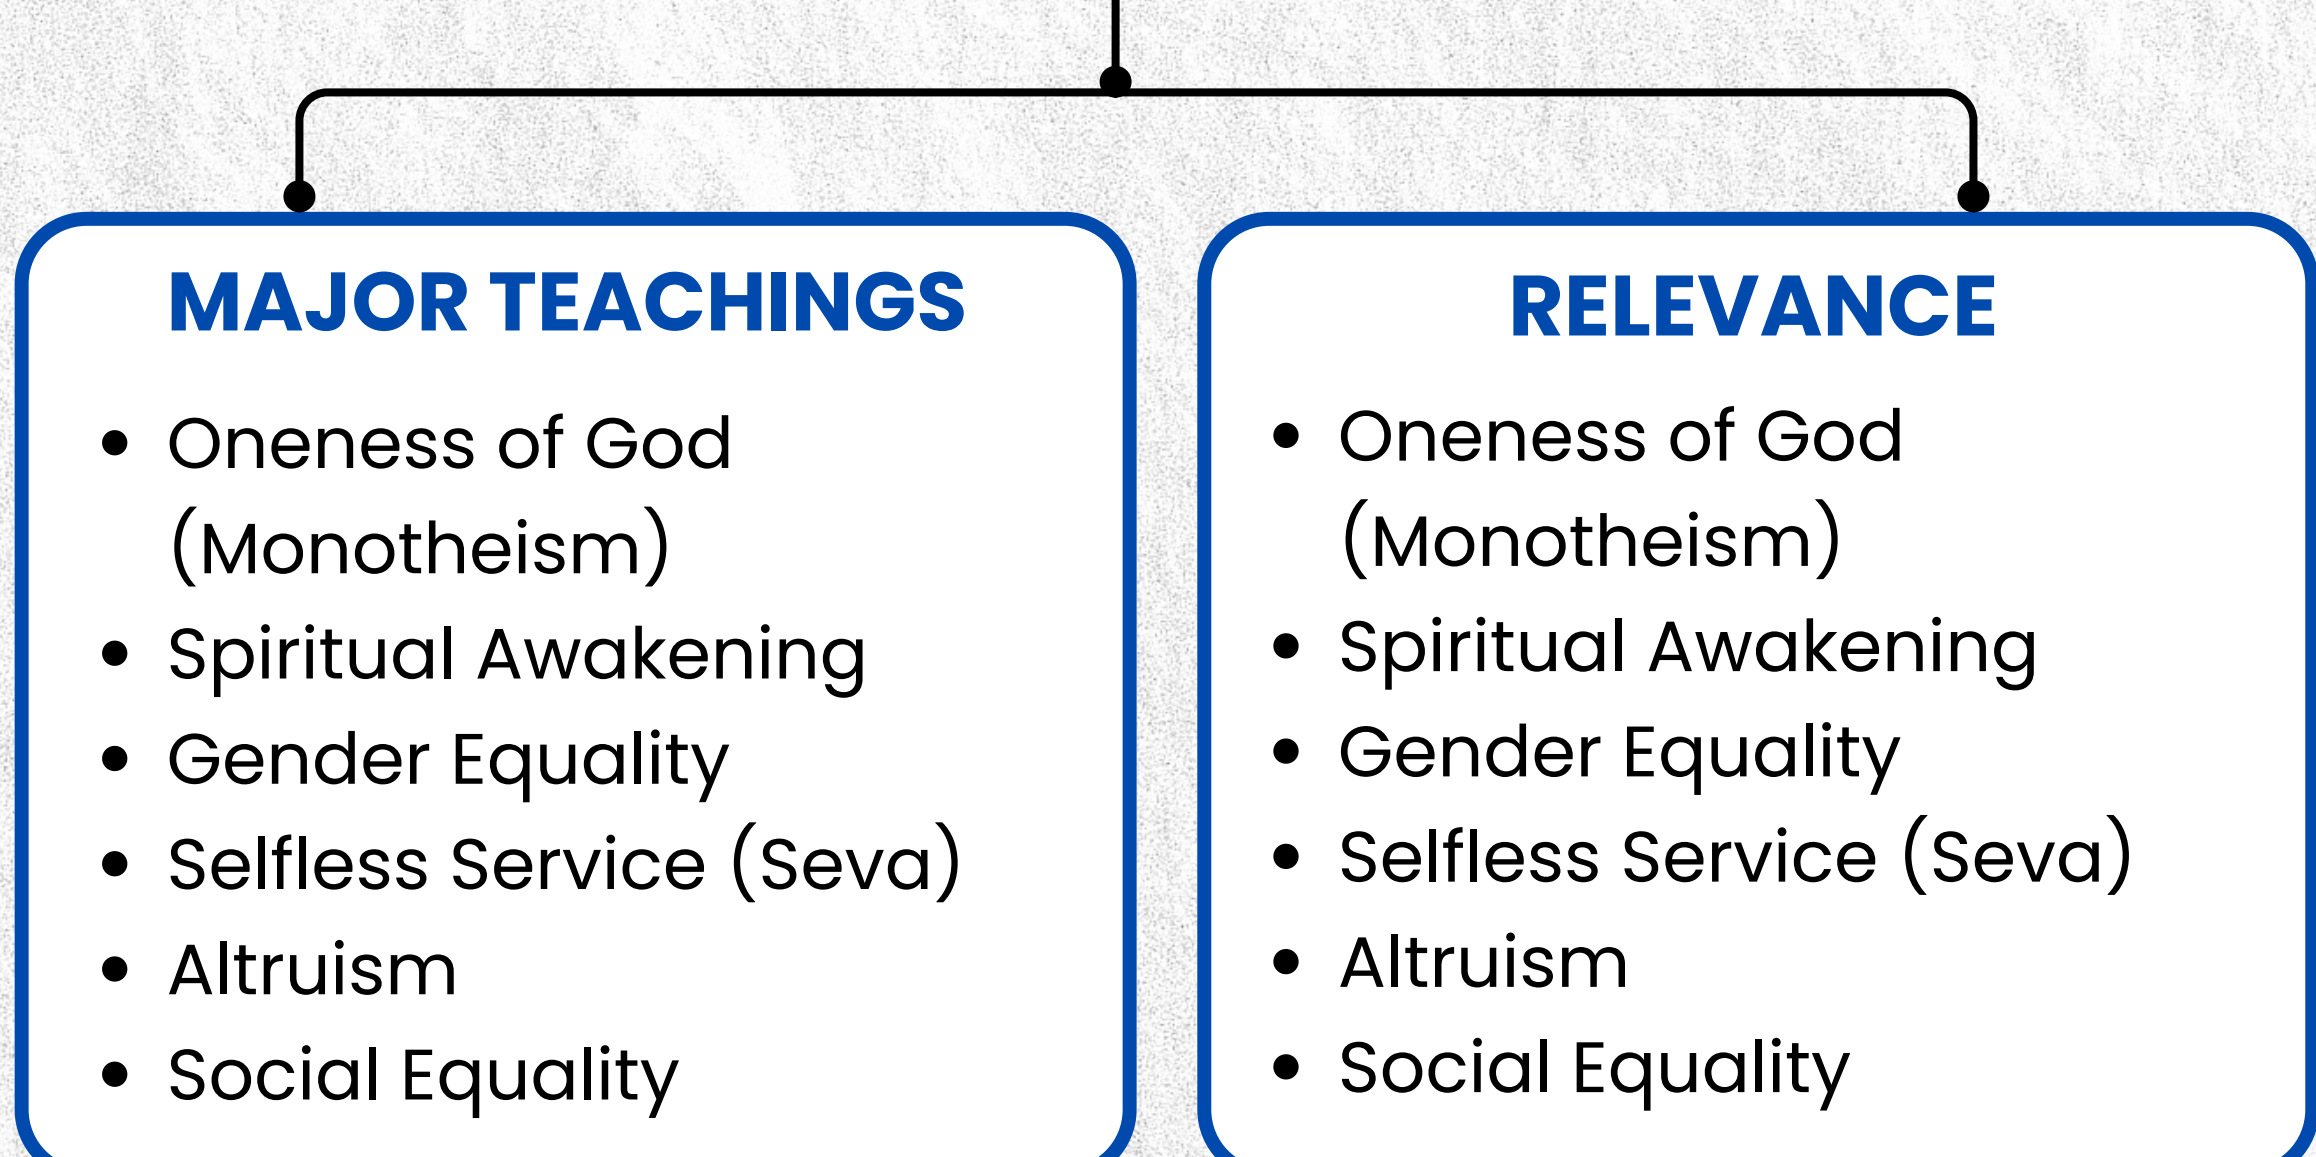 MAJOR TEACHINGS
• Oneness of God
(Monotheism)
• Spiritual Awakening
• Gender Equality
• Selfless Service (Seva)
• Altruism
• Social Equality
RELEVANCE
• Oneness of God
(Monotheism)
• Spiritual Awakening
• Gender Equality
• Selfless Service (Seva)
• Altruism
• Social Equality